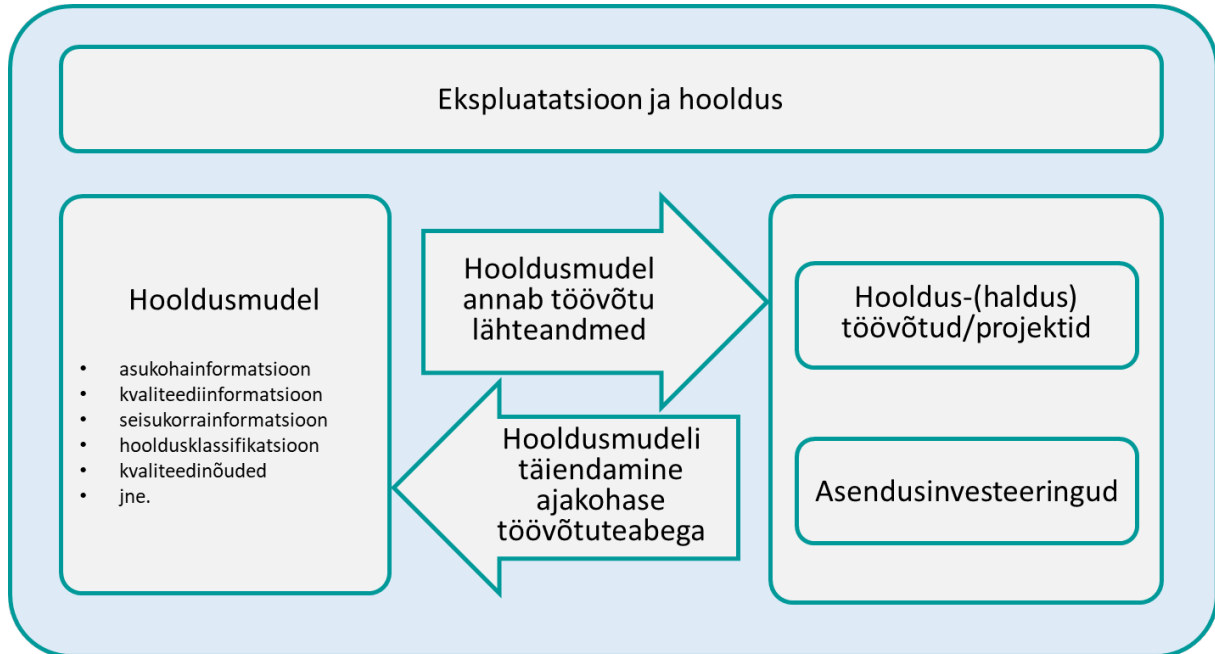 Ekspluatatsioon ja hooldus
Hooldusmudel
• asukohainformatsioon
• kvaliteediinformatsioon
• seisukorrainformatsioon
• hooldusklassifikatsioon
• kvaliteedinõuded
• jne.
Hooldusmudel
annab töövõtu
lähteandmed
Hooldusmudeli
täiendamine
ajakohase
töövõtuteabega
Hooldus-(haldus)
töövõtud/projektid
Asendusinvesteeringud